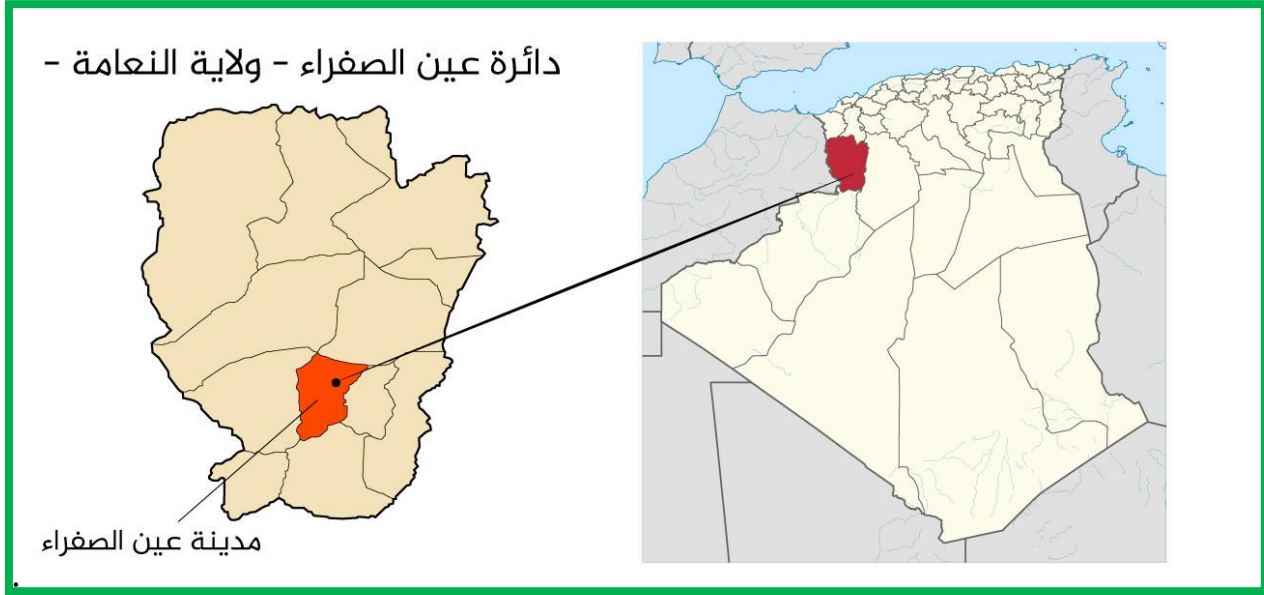 دائرة عين الصفراء - ولاية النعامة -
مدينة عين الصفراء
.